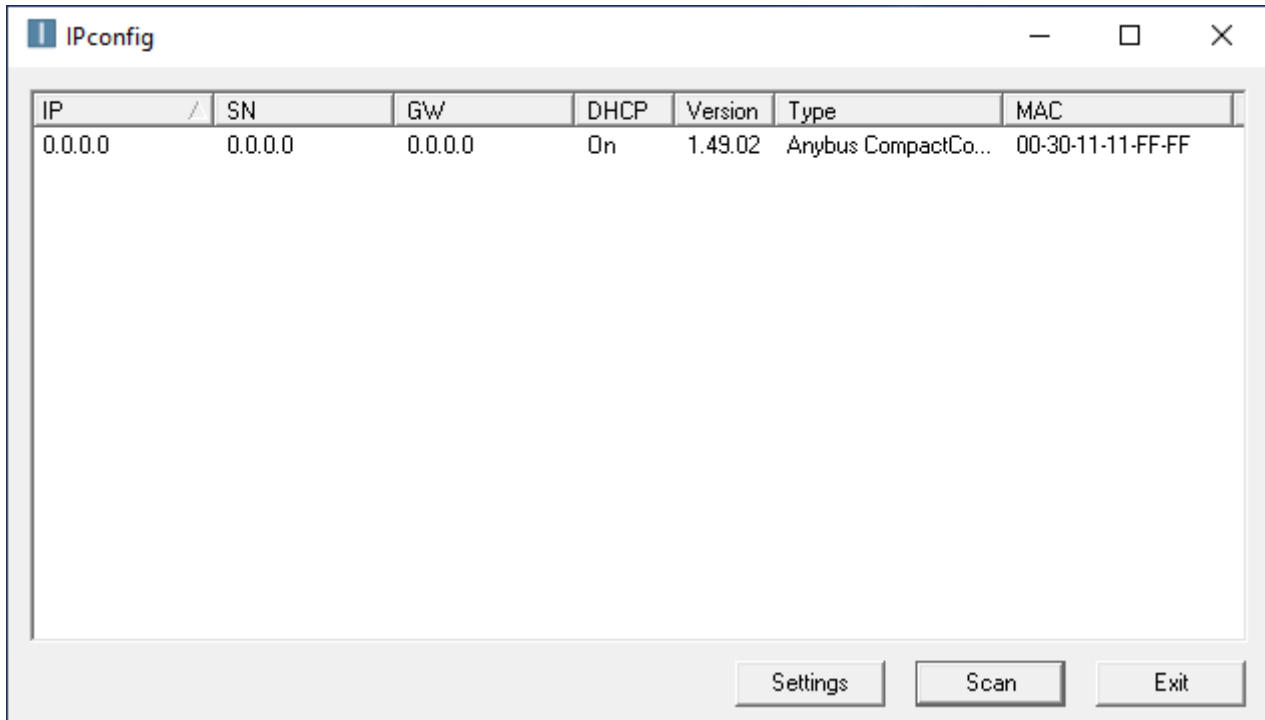 IPconfig
IP SN GW DHCP Version Type MAC
0.0.0.0 0.0.0.0 0.0.0.0 On 1.49.02 Anybus CompactCo... 00-30-11-11-FF-FF
Settings Scan Exit